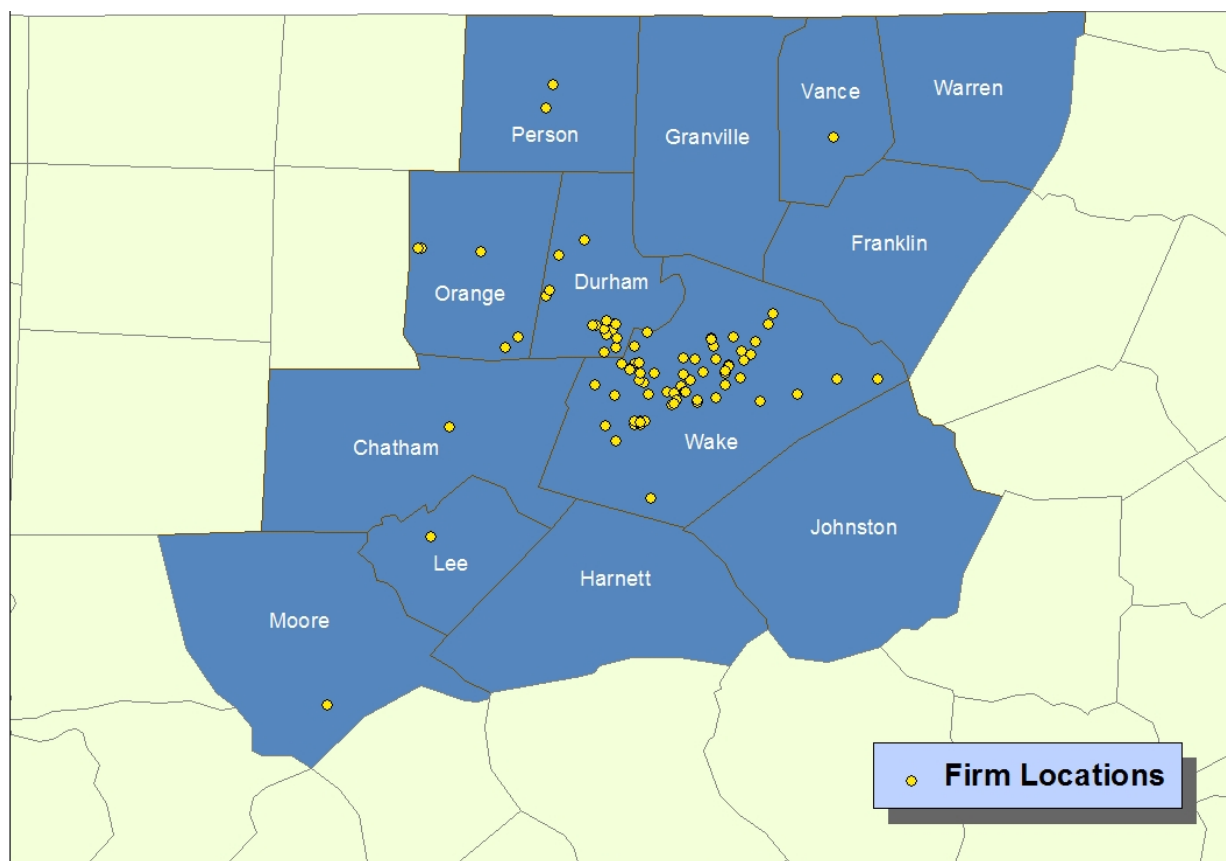 Vance
Warren
Person
Granville
Franklin
Durham
Orange
Chatham
Wake
Johnston
Lee
Harnett
Moore
Firm Locations